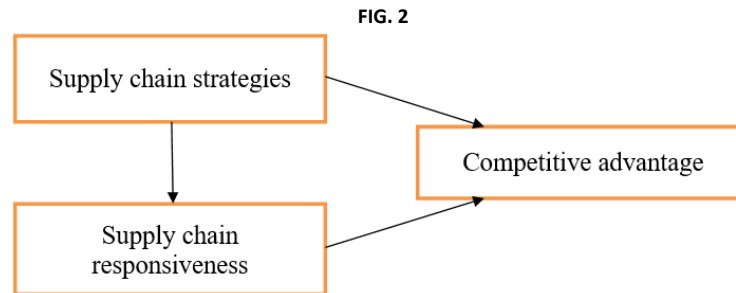 FIG. 2
Supply chain strategies
Competitive advantage
Supply chain
responsiveness